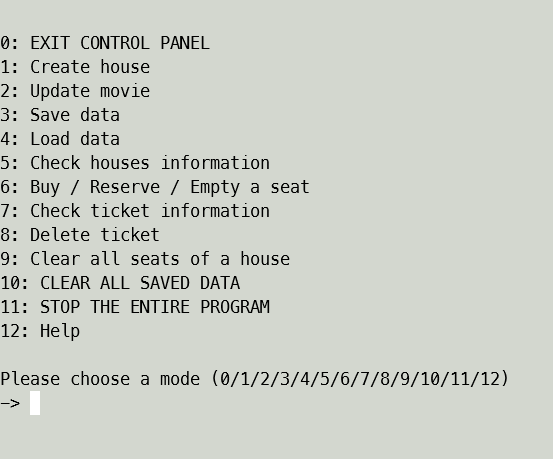 0: EXIT CONTROL PANEL
1: Create house
2: Update movie
3: Save data
4: Load data
5: Check houses information
6: Buy / Reserve / Empty a seat
7: Check ticket information
8: Delete ticket
9: Clear all seats of a house
10: CLEAR ALL SAVED DATA
11: STOP THE ENTIRE PROGRAM
12: Help
Please choose a mode (0/1/2/3/4/5/6/7/8/9/10/11/12)
->